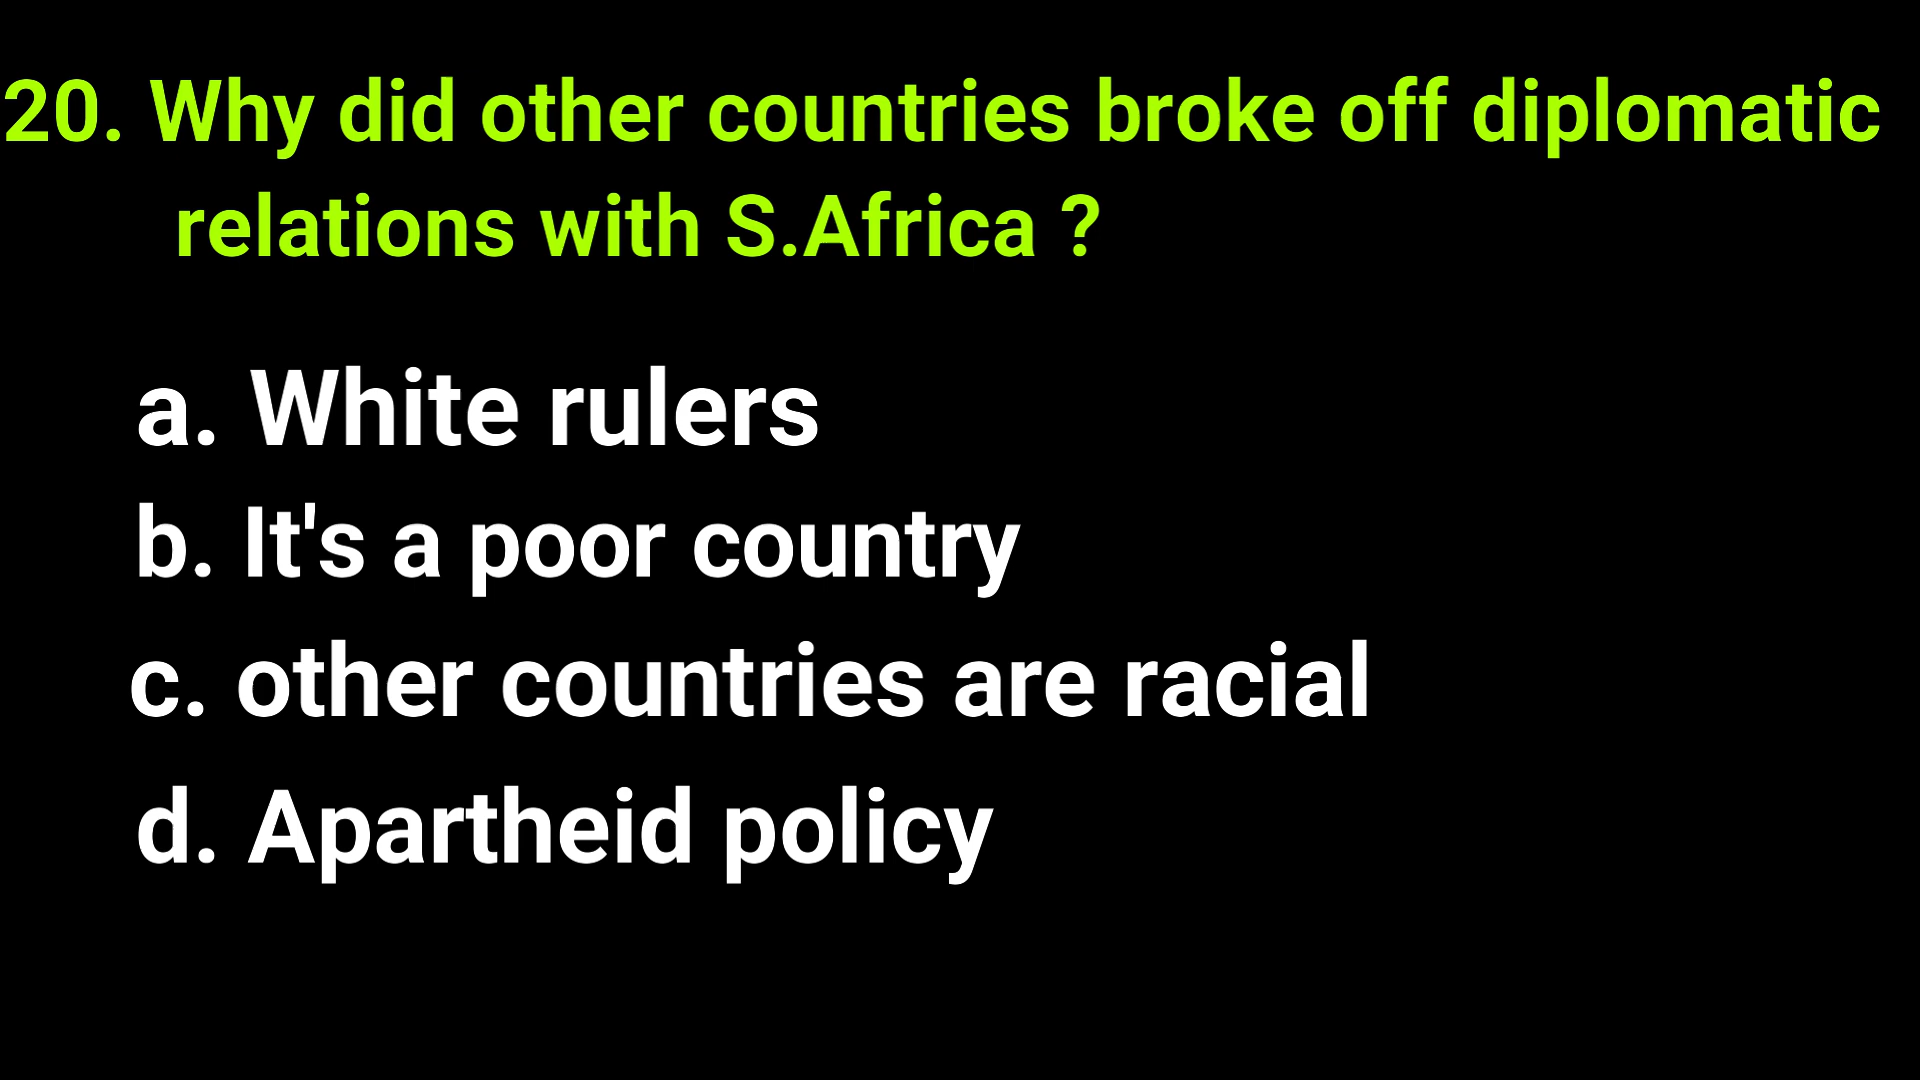 20. Why did other countries broke off diplomatic
relations with S.Africa ?
a. White rulers
b. It's a poor country
c. other countries are racial
d. Apartheid policy